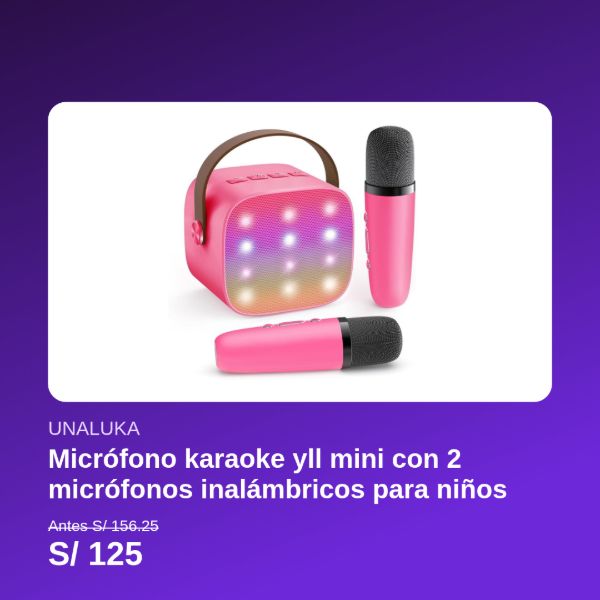 UNALUKA
Micrófono karaoke yll mini con 2
micrófonos inalámbricos para niños
Antes S/ 156.25
S/ 125